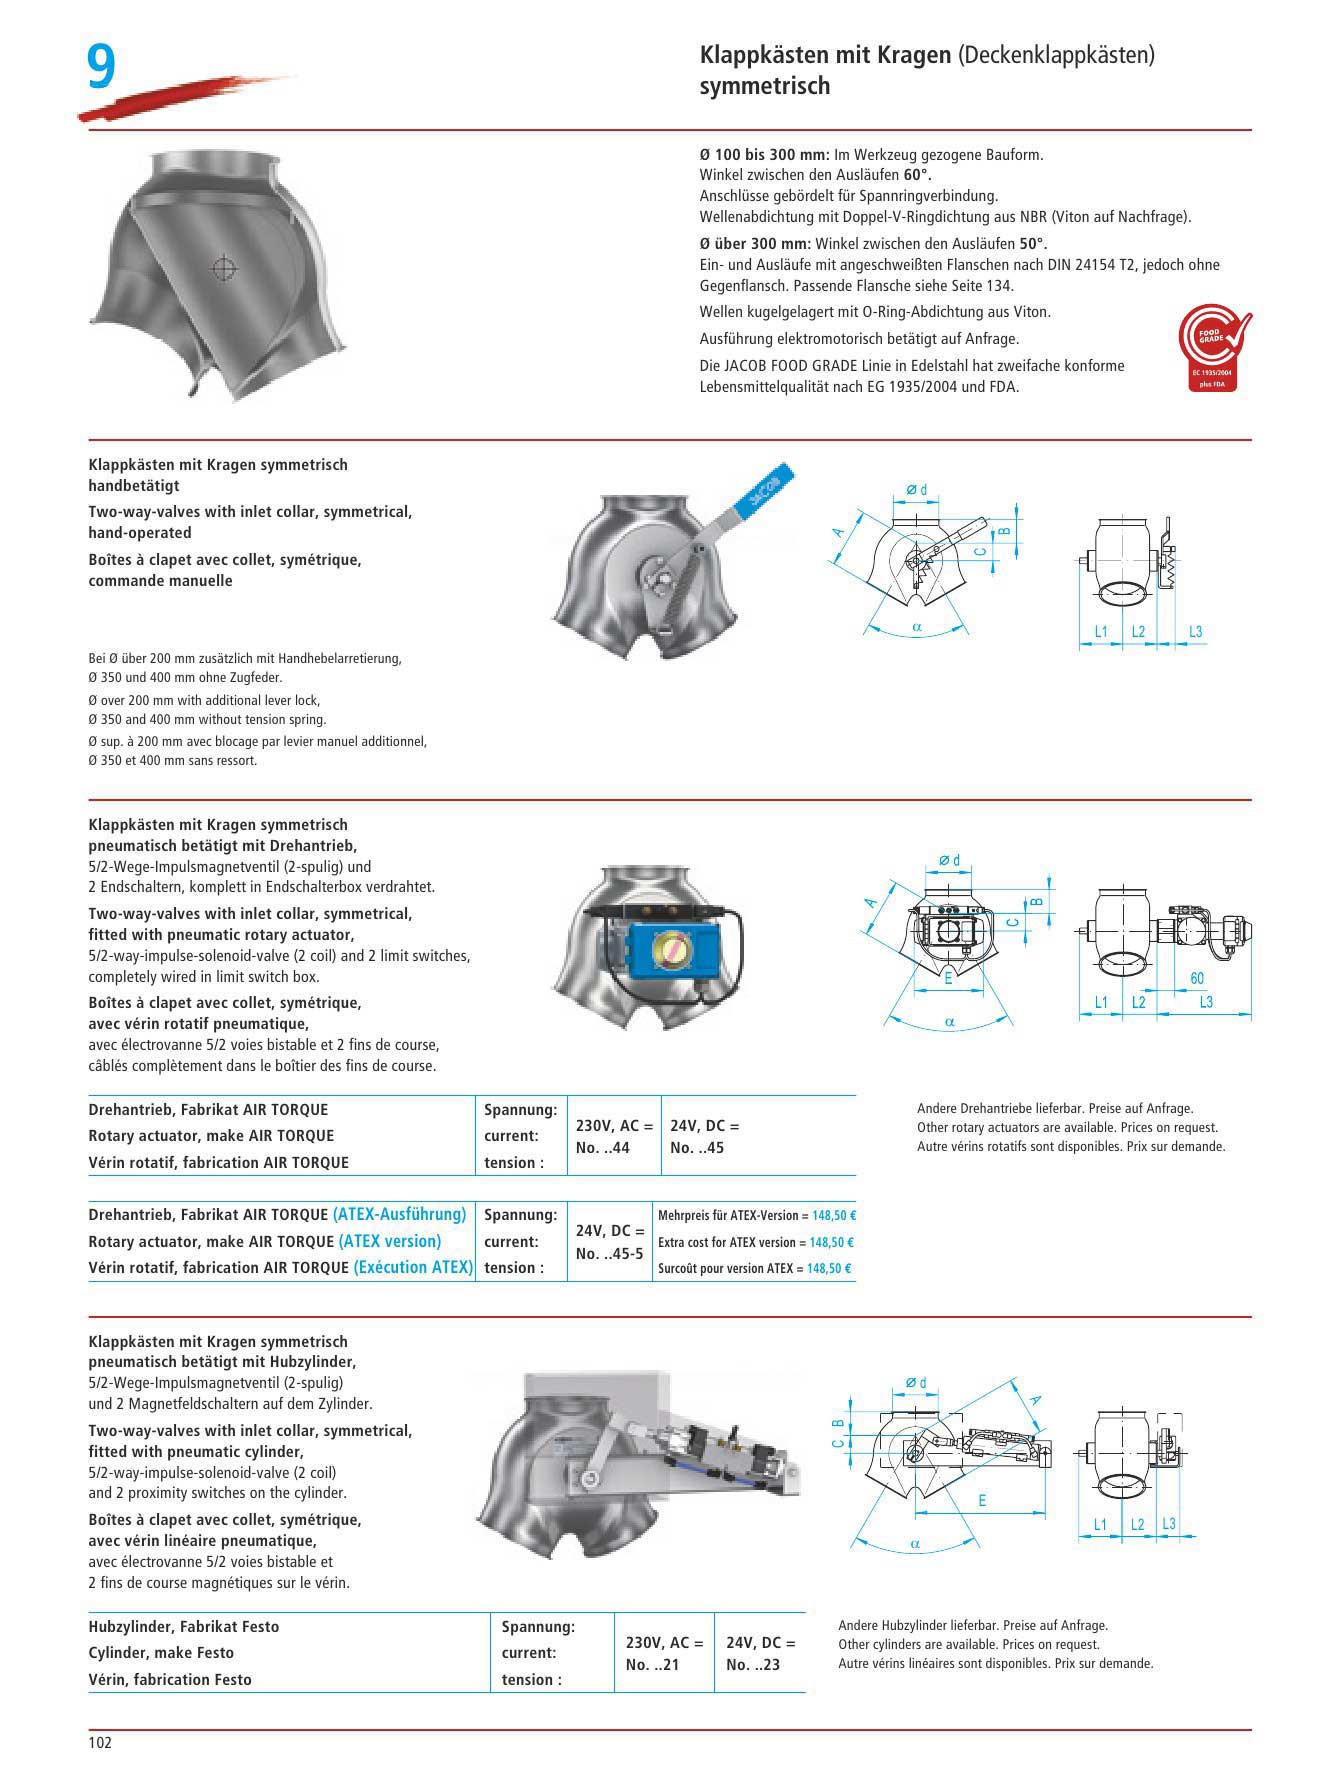 9
Klappkästen mit Kragen (Deckenklappkästen)
symmetrisch
Ø 100 bis 300 mm: Im Werkzeug gezogene Bauform.
Winkel zwischen den Ausläufen 60°.
Anschlüsse gebördelt für Spannringverbindung.
Wellenabdichtung mit Doppel-V-Ringdichtung aus NBR (Viton auf Nachfrage).
Ø über 300 mm: Winkel zwischen den Ausläufen 50°.
Ein- und Ausläufe mit angeschweißten Flanschen nach DIN 24154 T2, jedoch ohne
Gegenflansch. Passende Flansche siehe Seite 134.
Wellen kugelgelagert mit O-Ring-Abdichtung aus Viton.
Ausführung elektromotorisch betätigt auf Anfrage.
Die JACOB FOOD GRADE Linie in Edelstahl hat zweifache konforme
Lebensmittelqualität nach EG 1935/2004 und FDA.
FOOD
GRADE
EC 1935/2004
plus FDA
Klappkästen mit Kragen symmetrisch
handbetätigt
Two-way-valves with inlet collar, symmetrical,
hand-operated
Boîtes à clapet avec collet, symétrique,
commande manuelle
Bei Ø über 200 mm zusätzlich mit Handhebelarretierung,
Ø 350 und 400 mm ohne Zugfeder.
Ø over 200 mm with additional lever lock,
Ø 350 and 400 mm without tension spring.
Ø sup. à 200 mm avec blocage par levier manuel additionnel,
Ø 350 et 400 mm sans ressort.
JACOB
Ø d
A
B
C
α
L1 L2 L3
Klappkästen mit Kragen symmetrisch
pneumatisch betätigt mit Drehantrieb,
5/2-Wege-Impulsmagnetventil (2-spulig) und
2 Endschaltern, komplett in Endschalterbox verdrahtet.
Two-way-valves with inlet collar, symmetrical,
fitted with pneumatic rotary actuator,
5/2-way-impulse-solenoid-valve (2 coil) and 2 limit switches,
completely wired in limit switch box.
Boîtes à clapet avec collet, symétrique,
avec vérin rotatif pneumatique,
avec électrovanne 5/2 voies bistable et 2 fins de course,
câblés complètement dans le boîtier des fins de course.
Ø d
A
B
C
E
α
60
L1 L2 L3
Drehantrieb, Fabrikat AIR TORQUE
Rotary actuator, make AIR TORQUE
Vérin rotatif, fabrication AIR TORQUE
Spannung:
current:
tension :
230V, AC =
No. ..44
24V, DC =
No. ..45
Andere Drehantriebe lieferbar. Preise auf Anfrage.
Other rotary actuators are available. Prices on request.
Autre vérins rotatifs sont disponibles. Prix sur demande.
Drehantrieb, Fabrikat AIR TORQUE (ATEX-Ausführung)
Rotary actuator, make AIR TORQUE (ATEX version)
Vérin rotatif, fabrication AIR TORQUE (Exécution ATEX)
Spannung:
current:
tension :
24V, DC =
No. ..45-5
Mehrpreis für ATEX-Version = 148,50 €
Extra cost for ATEX version = 148,50 €
Surcoût pour version ATEX = 148,50 €
Klappkästen mit Kragen symmetrisch
pneumatisch betätigt mit Hubzylinder,
5/2-Wege-Impulsmagnetventil (2-spulig)
und 2 Magnetfeldschaltern auf dem Zylinder.
Two-way-valves with inlet collar, symmetrical,
fitted with pneumatic cylinder,
5/2-way-impulse-solenoid-valve (2 coil)
and 2 proximity switches on the cylinder.
Boîtes à clapet avec collet, symétrique,
avec vérin linéaire pneumatique,
avec électrovanne 5/2 voies bistable et
2 fins de course magnétiques sur le vérin.
Ø d
A
B
C
E
α
L1 L2 L3
Hubzylinder, Fabrikat Festo
Cylinder, make Festo
Vérin, fabrication Festo
Spannung:
current:
tension :
230V, AC =
No. ..21
24V, DC =
No. ..23
Andere Hubzylinder lieferbar. Preise auf Anfrage.
Other cylinders are available. Prices on request.
Autre vérins linéaires sont disponibles. Prix sur demande.
102